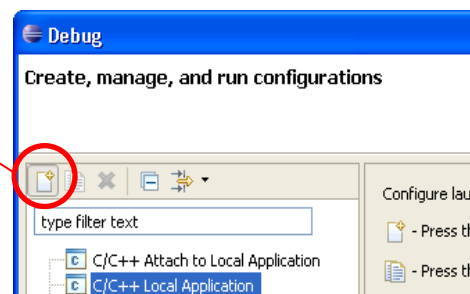 Debug
Create, manage, and run configurations
type filter text
C/C++ Attach to Local Application
C/C++ Local Application
Configure lau
- Press th
- Press th